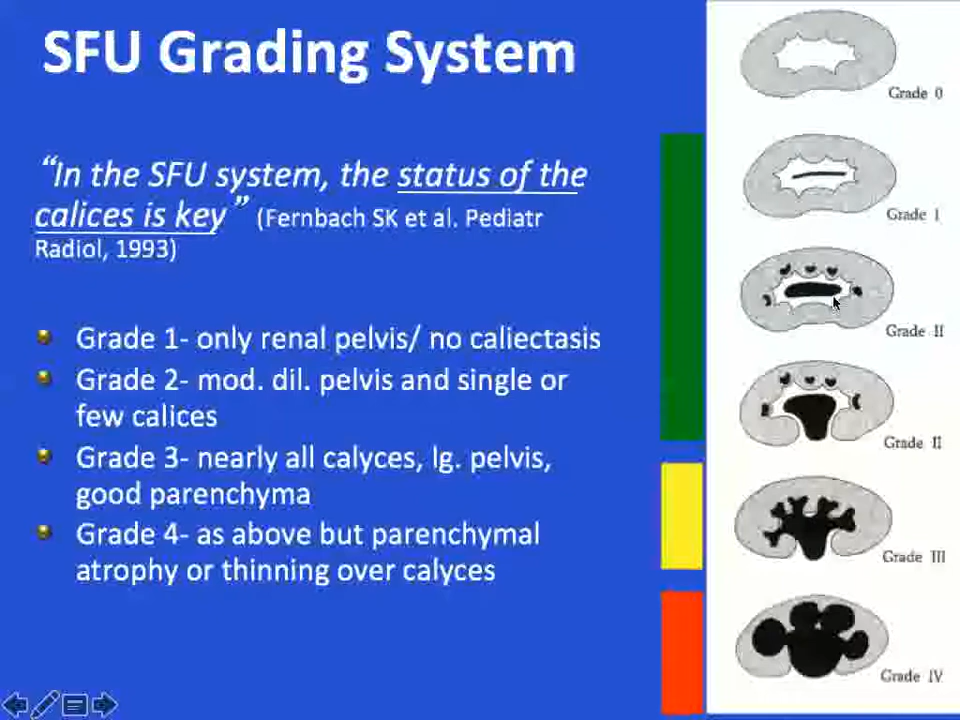 SFU Grading System
“In the SFU system, the status of the
calices is key” (Fernbach SK et al. Pediatr
Radiol, 1993)
Grade 1- only renal pelvis/ no caliectasis
Grade 2- mod. dil. pelvis and single or
few calices
Grade 3- nearly all calyces, lg. pelvis,
good parenchyma
Grade 4- as above but parenchymal
atrophy or thinning over calyces
Grade 0
Grade I
Grade II
Grade II
Grade III
Grade IV